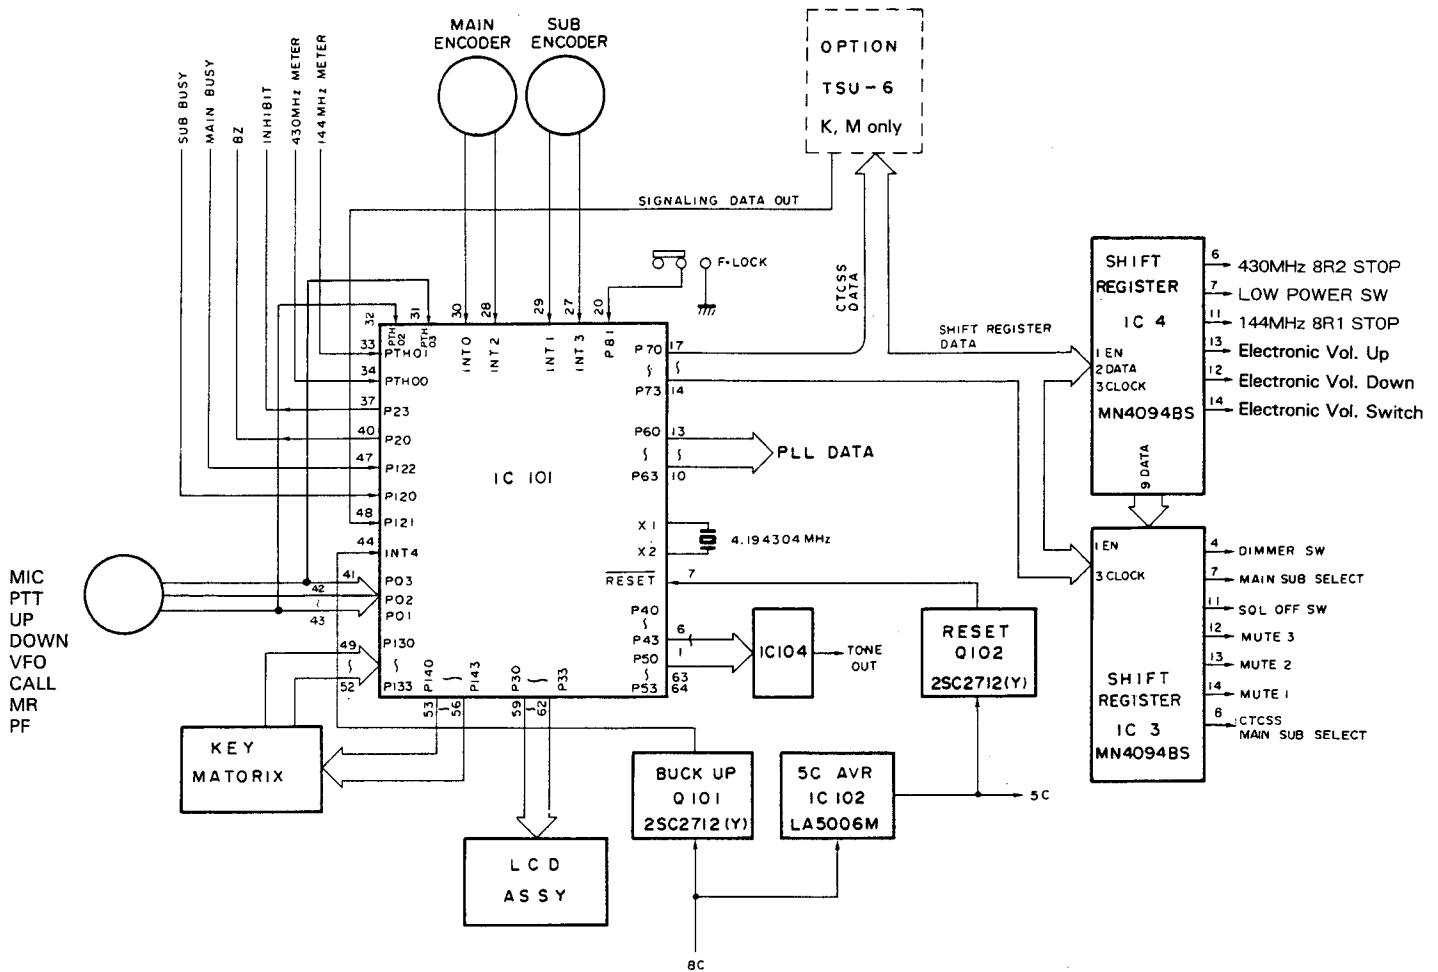 MAIN
ENCODER
SUB
ENCODER
OPTION
TSU-6
K, M only
SUB BUSY
MAIN BUSY
BZ
INHIBIT
430MHz METER
144MHz METER
SIGNALING DATA OUT
F-LOCK
CTCSS
DATA
SHIFT REGISTER
DATA
32
31
30
28
29
27
20
PTH
02
PTH
03
INT0
INT2
INT1
INT3
P81
33
PTH01
34
PTH00
37
P23
40
P20
47
P122
P120
48
P121
44
INT4
41
P03
42
P02
P01
43
P130
49
P133
52
IC 101
P70
17
P73
14
P60
13
P63
10
PLL DATA
X1
X2
4.194304MHz
RESET
7
P40
P43
6
P50
1
P53
63
64
P140
P143
P30
P33
53
56
59
62
IC104
TONE
OUT
RESET
Q102
2SC2712(Y)
MIC
PTT
UP
DOWN
VFO
CALL
MR
PF
KEY
MATORIX
LCD
ASSY
BUCK UP
Q101
2SC2712(Y)
5C AVR
IC102
LA5006M
5C
8C
SHIFT
REGISTER
IC 4
1 EN
2 DATA
3 CLOCK
MN4094BS
9 DATA
6
430MHz 8R2 STOP
7
LOW POWER SW
11
144MHz 8R1 STOP
13
Electronic Vol. Up
12
Electronic Vol. Down
14
Electronic Vol. Switch
1 EN
3 CLOCK
SHIFT
REGISTER
IC 3
MN4094BS
4
DIMMER SW
7
MAIN SUB SELECT
11
SQL OFF SW
12
MUTE 3
13
MUTE 2
14
MUTE 1
6
CTCSS
MAIN SUB SELECT